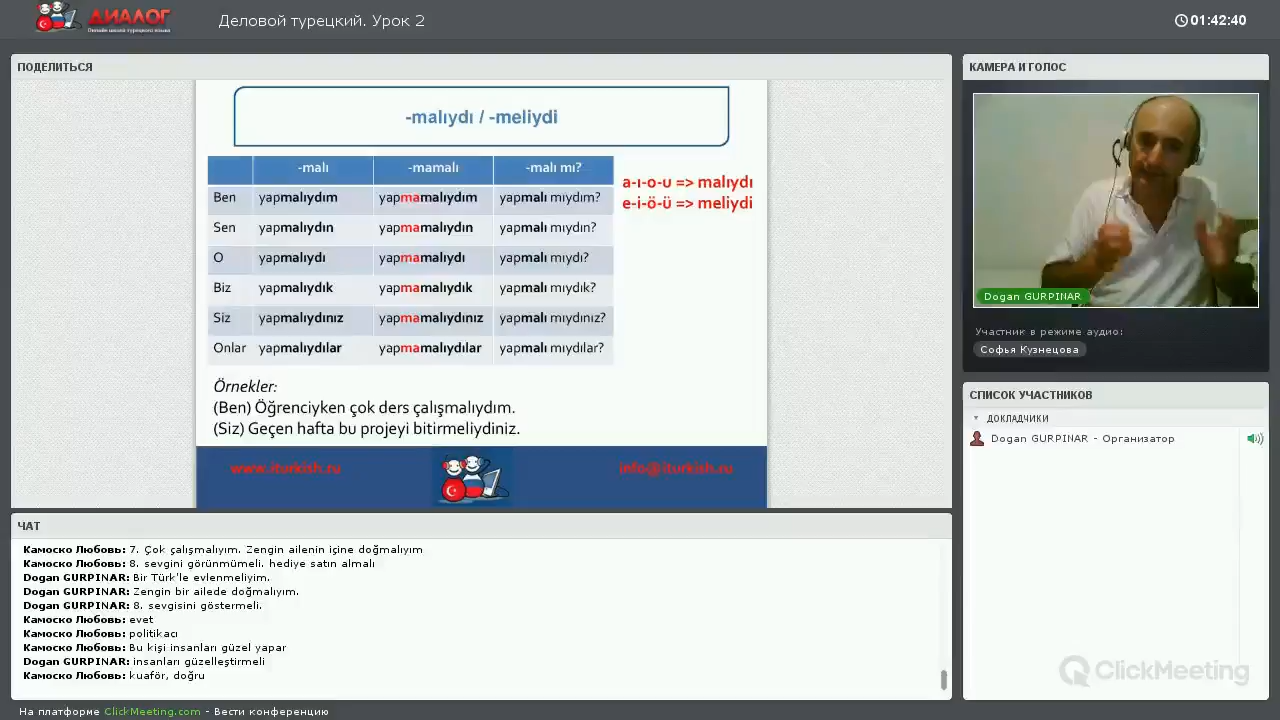 ДИАЛОГ
Онлайн школа турецкого языка
Деловой турецкий. Урок 2
01:42:40
ПОДЕЛИТЬСЯ
-malıydı / -meliydi
-malı -mamalı -malı mı?
Ben yapmalıydım yapmamalıydım yapmalı mıydım?
Sen yapmalıydın yapmamalıydın yapmalı mıydın?
O yapmalıydı yapmamalıydı yapmalı mıydı?
Biz yapmalıydık yapmamalıydık yapmalı mıydık?
Siz yapmalıydınız yapmamalıydınız yapmalı mıydınız?
Onlar yapmalıydılar yapmamalıydılar yapmalı mıydılar?
a-ı-o-u => malıydı
e-i-ö-ü => meliydi
Örnekler:
(Ben) Öğrenciyken çok ders çalışmalıydım.
(Siz) Geçen hafta bu projeyi bitirmeliydiniz.
www.iturkish.ru info@iturkish.ru
КАМЕРА И ГОЛОС
Dogan GURPINAR
Участник в режиме аудио:
Софья Кузнецова
СПИСОК УЧАСТНИКОВ
ДОКЛАДЧИКИ
Dogan GURPINAR - Организатор
ClickMeeting
ЧАТ
Камоско Любовь: 7. Çok çalışmalıyım. Zengin ailenin içine doğmalıyım
Камоско Любовь: 8. sevgini görünmümeli. hediye satın almalı
Dogan GURPINAR: Bir Türk'le evlenmeliyim.
Dogan GURPINAR: Zengin bir ailede doğmalıyım.
Dogan GURPINAR: 8. sevgisini göstermeli.
Камоско Любовь: evet
Камоско Любовь: politikacı
Камоско Любовь: Bu kişi insanları güzel yapar
Dogan GURPINAR: insanları güzelleştirmeli
Камоско Любовь: kuaför, doğru
На платформе ClickMeeting.com - Вести конференцию